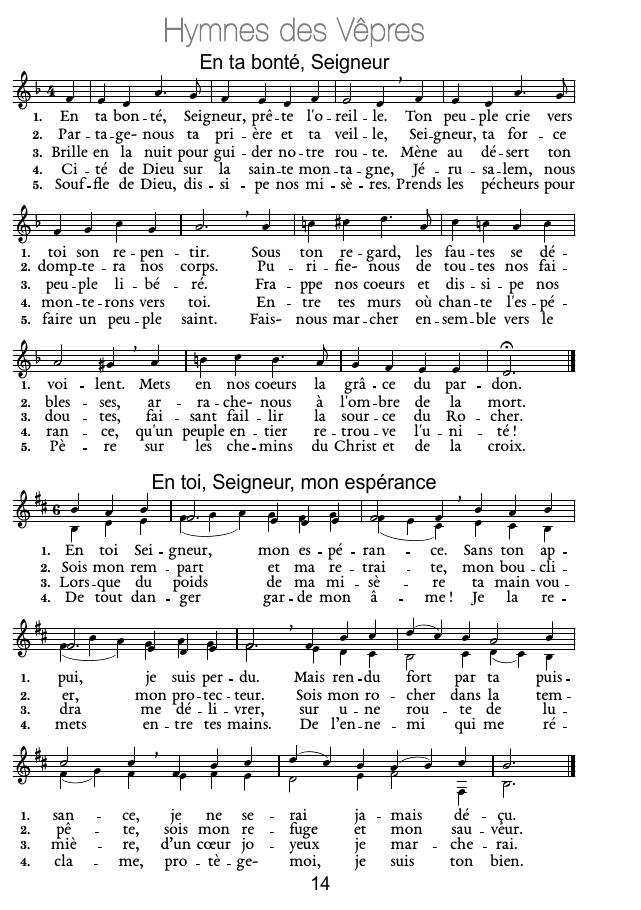 Hymnes des Vêpres
En ta bonté, Seigneur
4
1. En ta bon-té, Seigneur, prê-te l'o-reil-le. Ton peu-ple crie vers
2. Par-ta-ge-nous ta pri-ère et ta veil-le, Sei-gneur, ta for-ce
3. Brille en la nuit pour gui-der no-tre rou-te. Mène au dé-sert ton
4. Ci-té de Dieu sur la sain-te mon-ta-gne, Jé-ru-sa-lem, nous
5. Souf-fle de Dieu, dis-si-pe nos mi-sè-res. Prends les pécheurs pour
1. toi son re-pen-tir. Sous ton re-gard, les fau-tes se dé-
2. domp-te-ra nos corps. Pu-ri-fie-nous de tou-tes nos fai-
3. peu-ple li-bé-ré. Fra-ppe nos coeurs et dis-si-pe nos
4. mon-te-rons vers toi. En-tre tes murs où chan-te l'es-pé-
5. faire un peu-ple saint. Fais-nous mar-cher en-sem-ble vers le
1. voi-lent. Mets en nos coeurs la grâ-ce du par-don.
2. bles-ses, ar-ra-che-nous à l'om-bre de la mort.
3. dou-tes, fai-sant fail-lir la sour-ce du Ro-cher.
4. ran-ce, qu'un peuple en-tier re-trou-ve l'u-ni-té!
5. Pè-re sur les che-mins du Christ et de la croix.
En toi, Seigneur, mon espérance
6
1. En toi Sei-gneur, mon es-pé-ran-ce. Sans ton ap-
2. Sois mon rem-part et ma re-trai-te, mon bou-cli-
3. Lors-que du poids de ma mi-sè-re ta main vou-
4. De tout dan-ger gar-de mon â-me! Je la re-
1. pui, je suis per-du. Mais ren-du fort par ta puis-
2. er, mon pro-tec-teur. Sois mon ro-cher dans la tem-
3. dra me dé-li-vrer, sur u-ne rou-te de lu-
4. mets en-tre tes mains. De l'en-ne-mi qui me ré-
1. san-ce, je ne se-rai ja-mais dé-çu.
2. pê-te, sois mon re-fuge et mon sau-veur.
3. miè-re, d'un cœur jo-yeux je mar-che-rai.
4. cla-me, pro-tè-ge-moi, je suis ton bien.
14